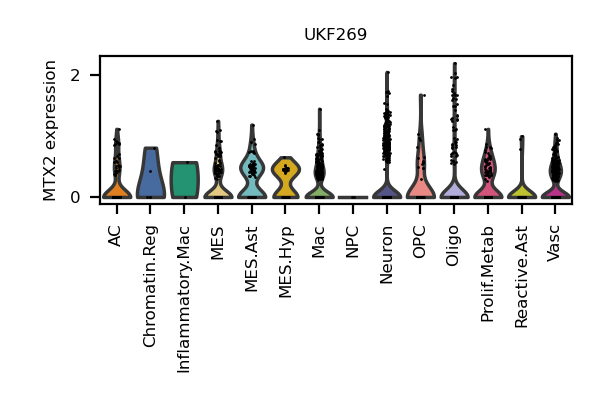 UKF269
MTX2 expression
2
0
AC
Chromatin.Reg
Inflammatory.Mac
MES
MES.Ast
MES.Hyp
Mac
NPC
Neuron
OPC
Oligo
Prolif.Metab
Reactive.Ast
Vasc